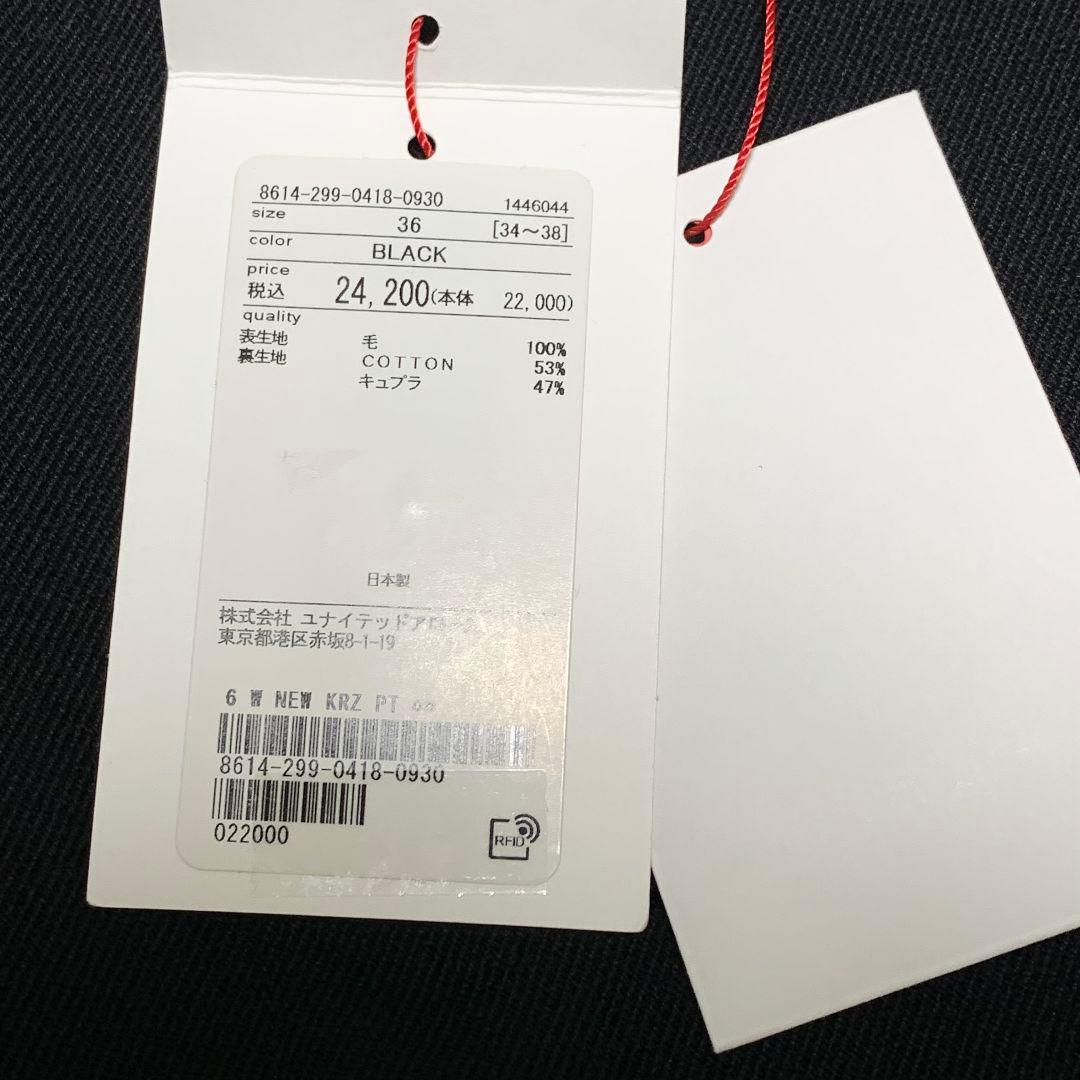 8614-299-0418-0930 1446044
size 36 [34～38]
color BLACK
price
税込 24,200(本体 22,000)
quality
表生地 毛 100%
裏生地 COTTON 53%
キュプラ 47%
日本製
株式会社 ユナイテッドアローズ
東京都港区赤坂8-1-19
6 W NEW KRZ PT
8614-299-0418-0930
022000
RFID